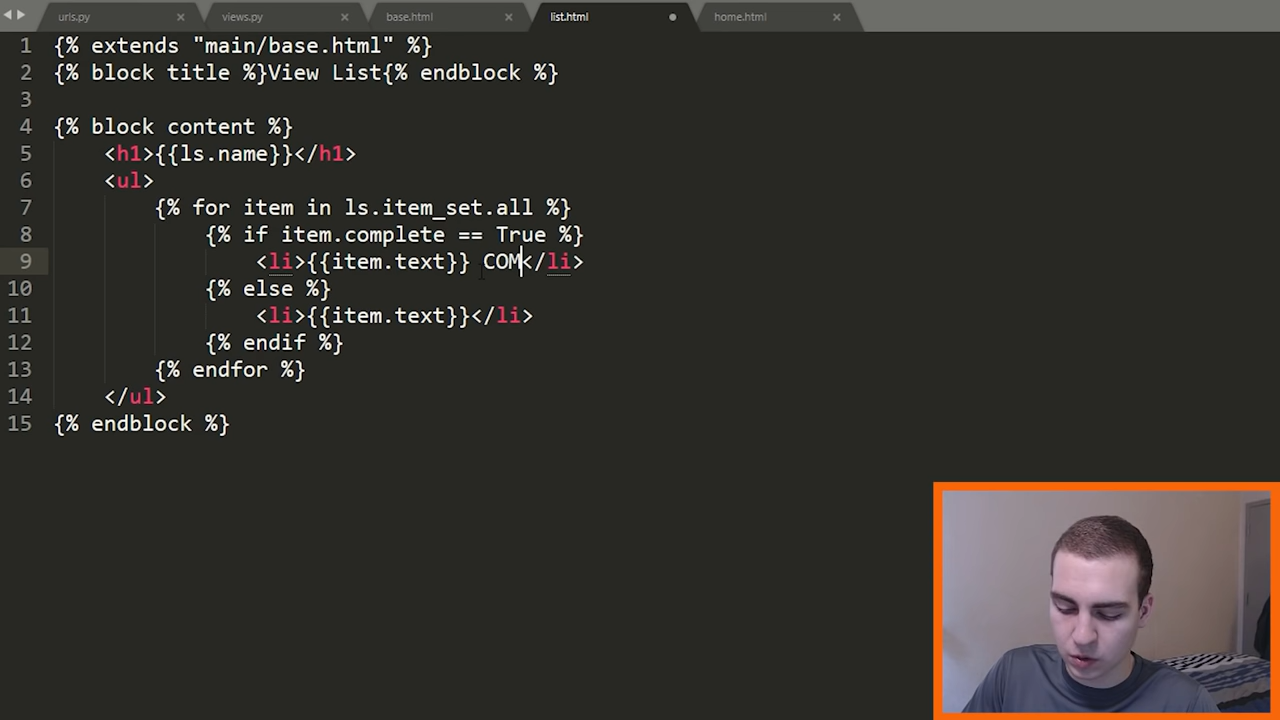 urls.py × views.py × base.html × list.html home.html ×
1 {% extends "main/base.html" %}
2 {% block title %}View List{% endblock %}
3
4 {% block content %}
5 <h1>{{ls.name}}</h1>
6 <ul>
7 {% for item in ls.item_set.all %}
8 {% if item.complete == True %}
9 <li>{{item.text}} COM</li>
10 {% else %}
11 <li>{{item.text}}</li>
12 {% endif %}
13 {% endfor %}
14 </ul>
15 {% endblock %}